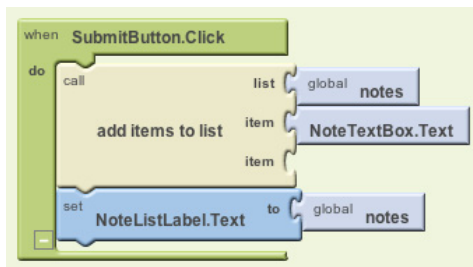 when SubmitButton.Click
do
call
list global notes
add items to list
item NoteTextBox.Text
item
set NoteListLabel.Text to global notes